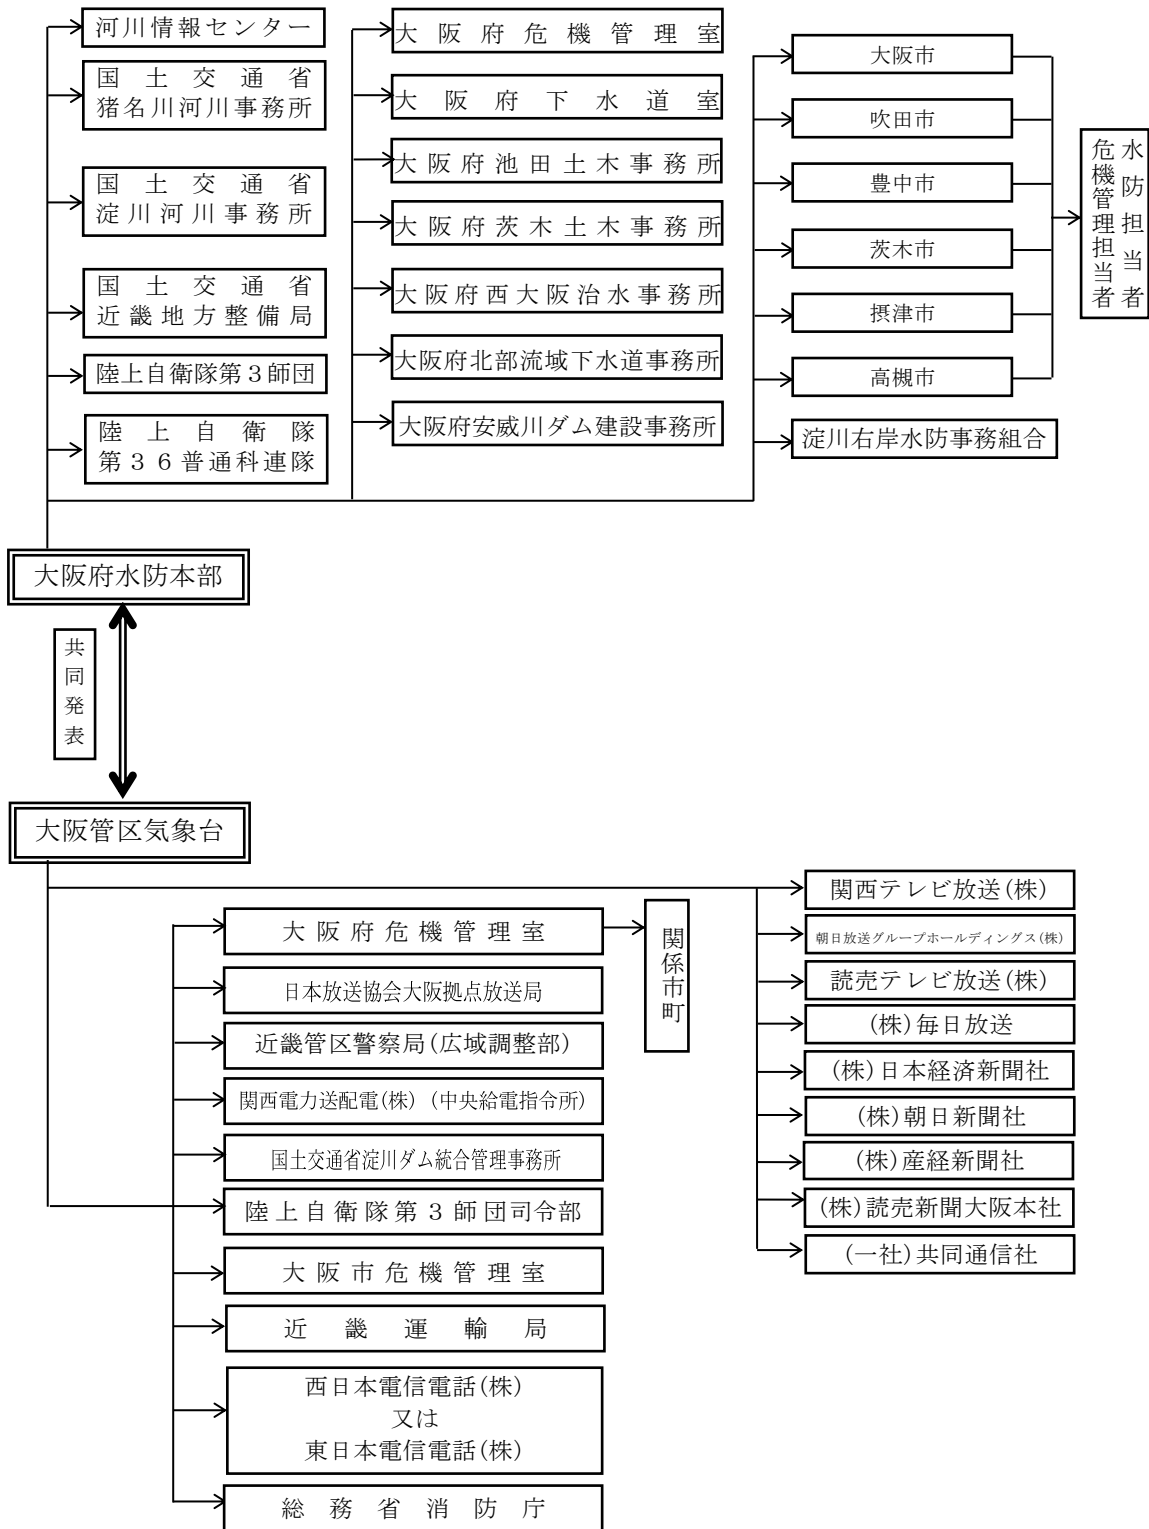 河川情報センター
国土交通省
猪名川河川事務所
国土交通省
淀川河川事務所
国土交通省
近畿地方整備局
陸上自衛隊第３師団
陸上自衛隊
第３６普通科連隊
大阪府危機管理室
大阪府下水道室
大阪府池田土木事務所
大阪府茨木土木事務所
大阪府西大阪治水事務所
大阪府北部流域下水道事務所
大阪府安威川ダム建設事務所
大阪市
吹田市
豊中市
茨木市
摂津市
高槻市
淀川右岸水防事務組合
水防担当者
危機管理担当者
大阪府水防本部
共同発表
大阪管区気象台
大阪府危機管理室
日本放送協会大阪拠点放送局
近畿管区警察局(広域調整部)
関西電力送配電(株) (中央給電指令所)
国土交通省淀川ダム統合管理事務所
陸上自衛隊第３師団司令部
大阪市危機管理室
近畿運輸局
西日本電信電話(株)
又は
東日本電信電話(株)
総務省消防庁
関係市町
関西テレビ放送(株)
朝日放送グループホールディングス(株)
読売テレビ放送(株)
(株)毎日放送
(株)日本経済新聞社
(株)朝日新聞社
(株)産経新聞社
(株)読売新聞大阪本社
(一社)共同通信社